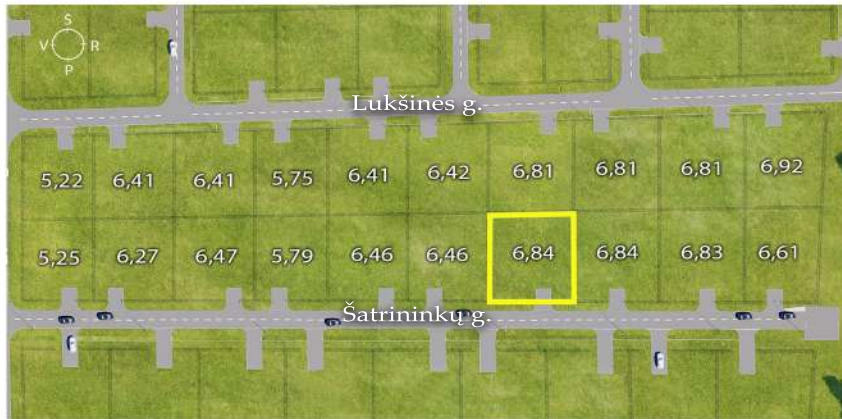 S
V R
P
Lukšinės g.
5,22 6,41 6,41 5,75 6,41 6,42 6,81 6,81 6,81 6,92
5,25 6,27 6,47 5,79 6,46 6,46 6,84 6,84 6,83 6,61
Šatrininkų g.